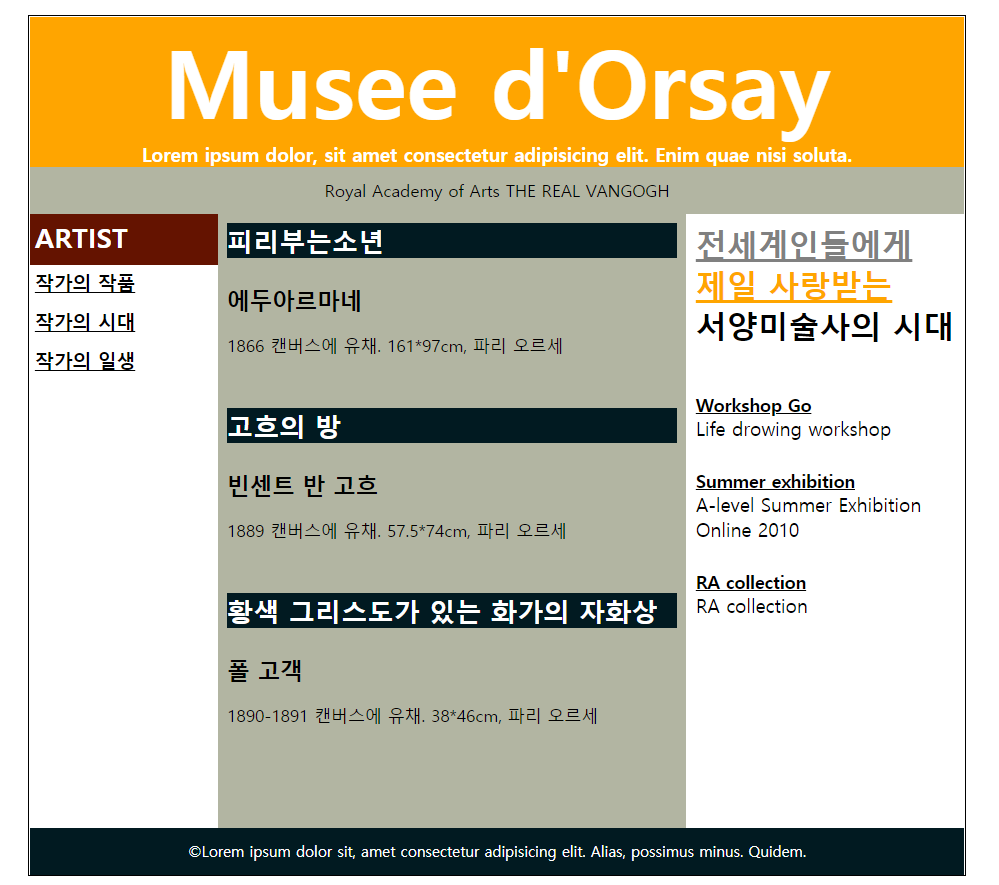 Musee d'Orsay
Lorem ipsum dolor, sit amet consectetur adipisicing elit. Enim quae nisi soluta.
Royal Academy of Arts THE REAL VANGOGH
ARTIST
작가의 작품
작가의 시대
작가의 일생
피리부는소년
에두아르마네
1866 캔버스에 유채. 161*97cm, 파리 오르세
고흐의 방
빈센트 반 고흐
1889 캔버스에 유채. 57.5*74cm, 파리 오르세
황색 그리스도가 있는 화가의 자화상
폴 고객
1890-1891 캔버스에 유채. 38*46cm, 파리 오르세
전세계인들에게
제일 사랑받는
서양미술사의 시대
Workshop Go
Life drowing workshop
Summer exhibition
A-level Summer Exhibition
Online 2010
RA collection
RA collection
©Lorem ipsum dolor sit, amet consectetur adipisicing elit. Alias, possimus minus. Quidem.